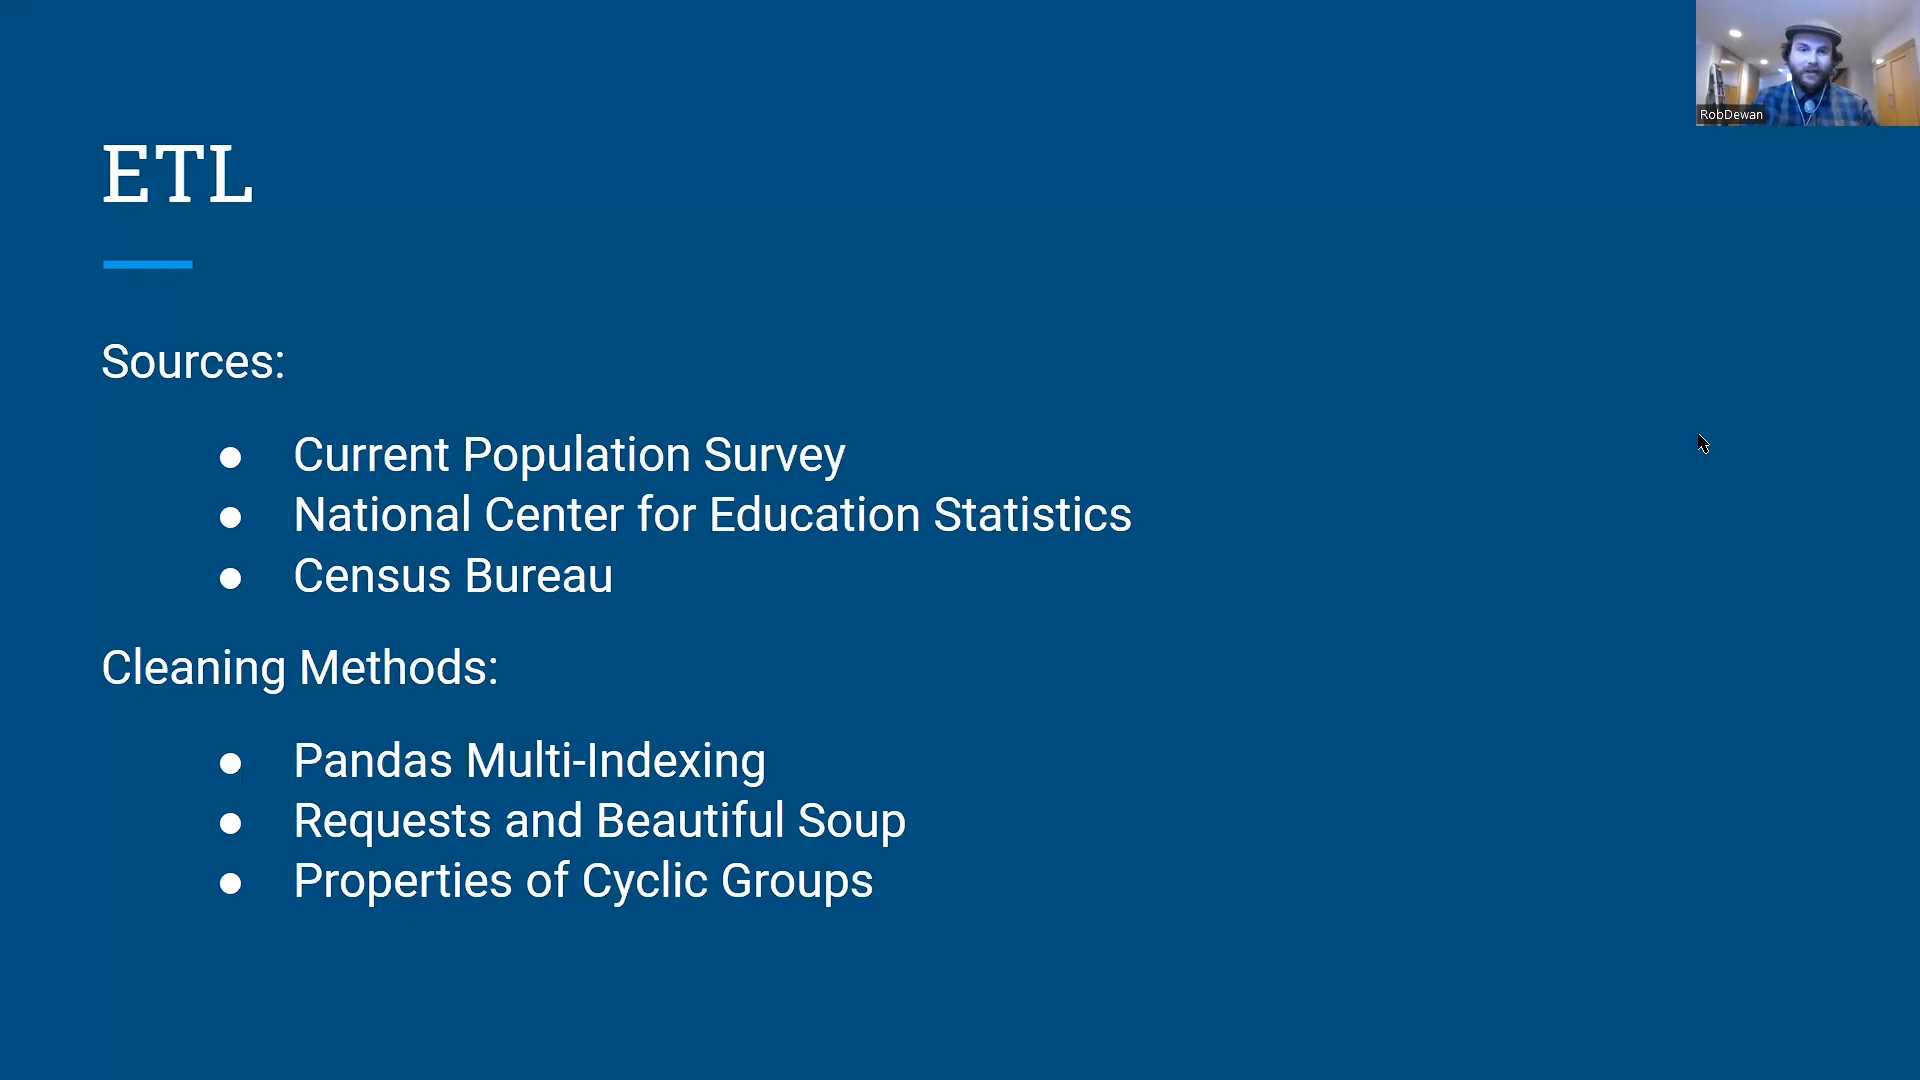 RobDewan
ETL
Sources:
● Current Population Survey
● National Center for Education Statistics
● Census Bureau
Cleaning Methods:
● Pandas Multi-Indexing
● Requests and Beautiful Soup
● Properties of Cyclic Groups